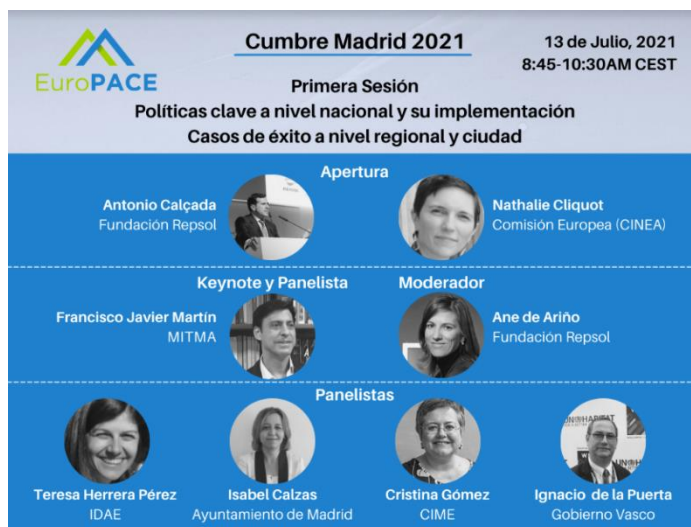 EuroPACE
Cumbre Madrid 2021
13 de Julio, 2021
8:45-10:30AM CEST
Primera Sesión
Políticas clave a nivel nacional y su implementación
Casos de éxito a nivel regional y ciudad
Apertura
Antonio Calçada
Fundación Repsol
Nathalie Cliquot
Comisión Europea (CINEA)
Keynote y Panelista
Moderador
Francisco Javier Martín
MITMA
Ane de Ariño
Fundación Repsol
Panelistas
Teresa Herrera Pérez
IDAE
Isabel Calzas
Ayuntamiento de Madrid
Cristina Gómez
CIME
Ignacio de la Puerta
Gobierno Vasco